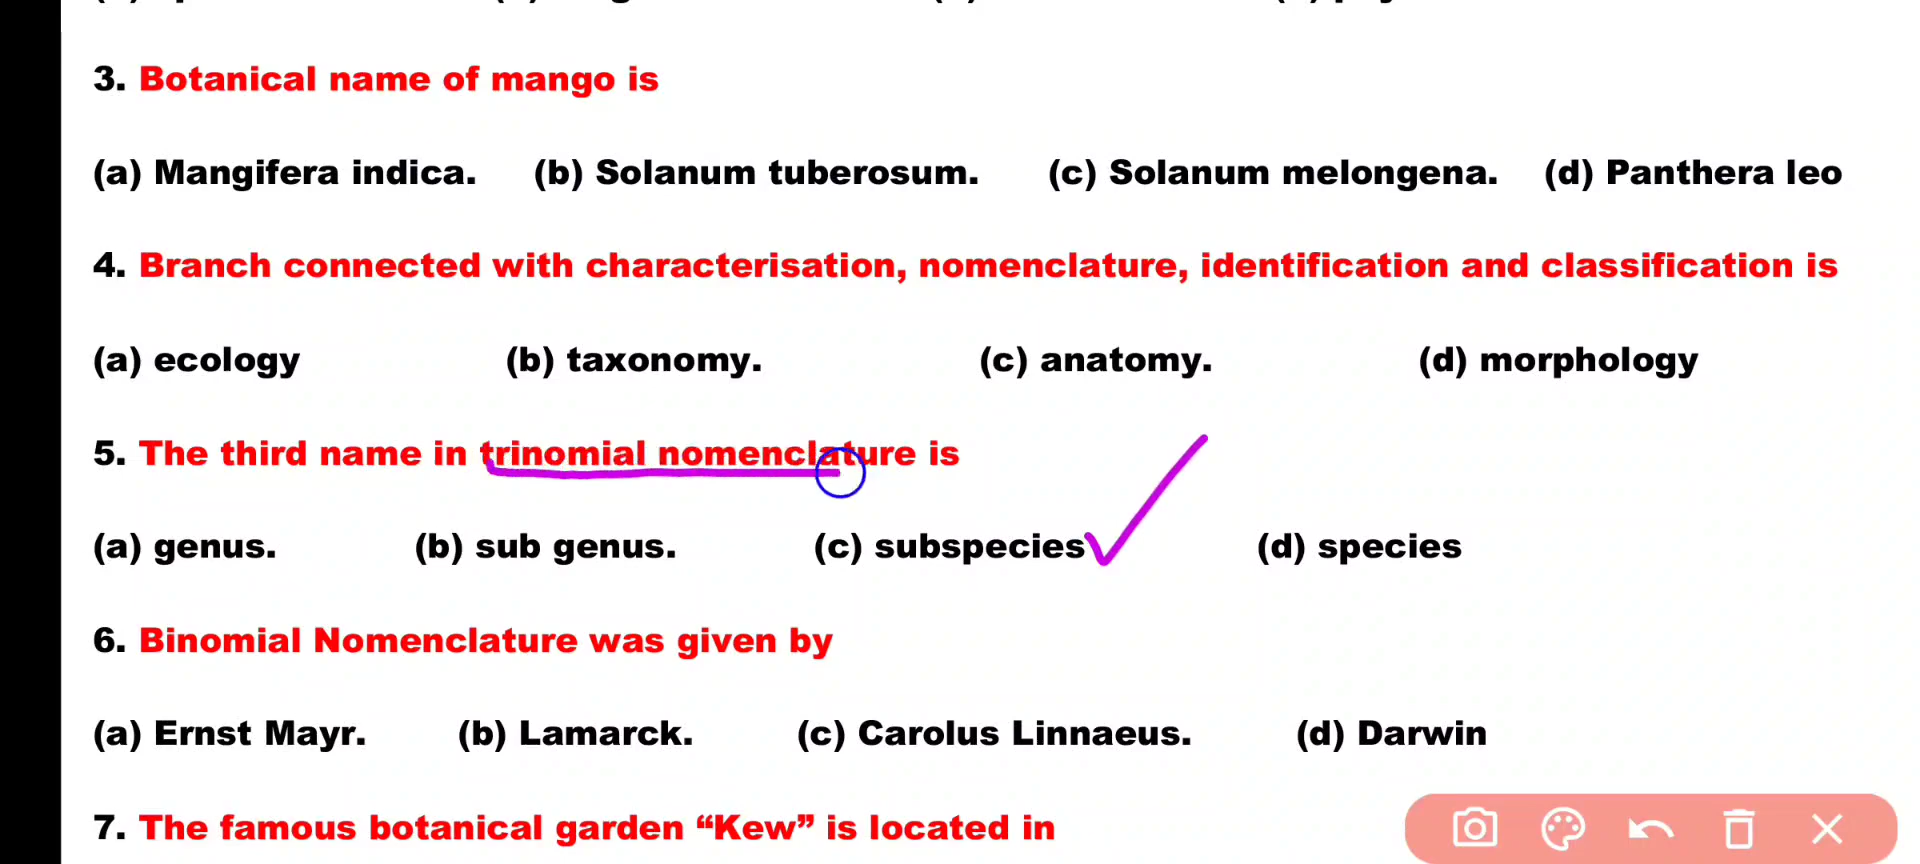 3. Botanical name of mango is
(a) Mangifera indica. (b) Solanum tuberosum. (c) Solanum melongena. (d) Panthera leo
4. Branch connected with characterisation, nomenclature, identification and classification is
(a) ecology (b) taxonomy. (c) anatomy. (d) morphology
5. The third name in trinomial nomenclature is
(a) genus. (b) sub genus. (c) subspecies (d) species
6. Binomial Nomenclature was given by
(a) Ernst Mayr. (b) Lamarck. (c) Carolus Linnaeus. (d) Darwin
7. The famous botanical garden “Kew” is located in